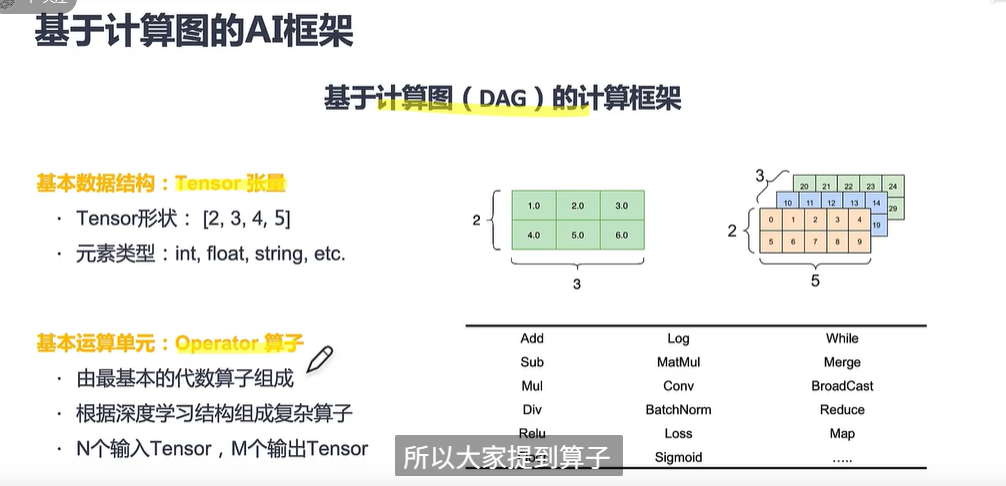 基于计算图的AI框架
基于计算图（DAG）的计算框架
基本数据结构：Tensor 张量
· Tensor形状： [2, 3, 4, 5]
· 元素类型：int, float, string, etc.
2
1.0 2.0 3.0
4.0 5.0 6.0
3
3
20 21 22 23 24
29
10 11 12 13 14
19
2
0 1 2 3 4
5 6 7 8 9
5
基本运算单元：Operator 算子
· 由最基本的代数算子组成
· 根据深度学习结构组成复杂算子
· N个输入Tensor，M个输出Tensor
Add Log While
Sub MatMul Merge
Mul Conv BroadCast
Div BatchNorm Reduce
Relu Loss Map
Sigmoid .....
所以大家提到算子